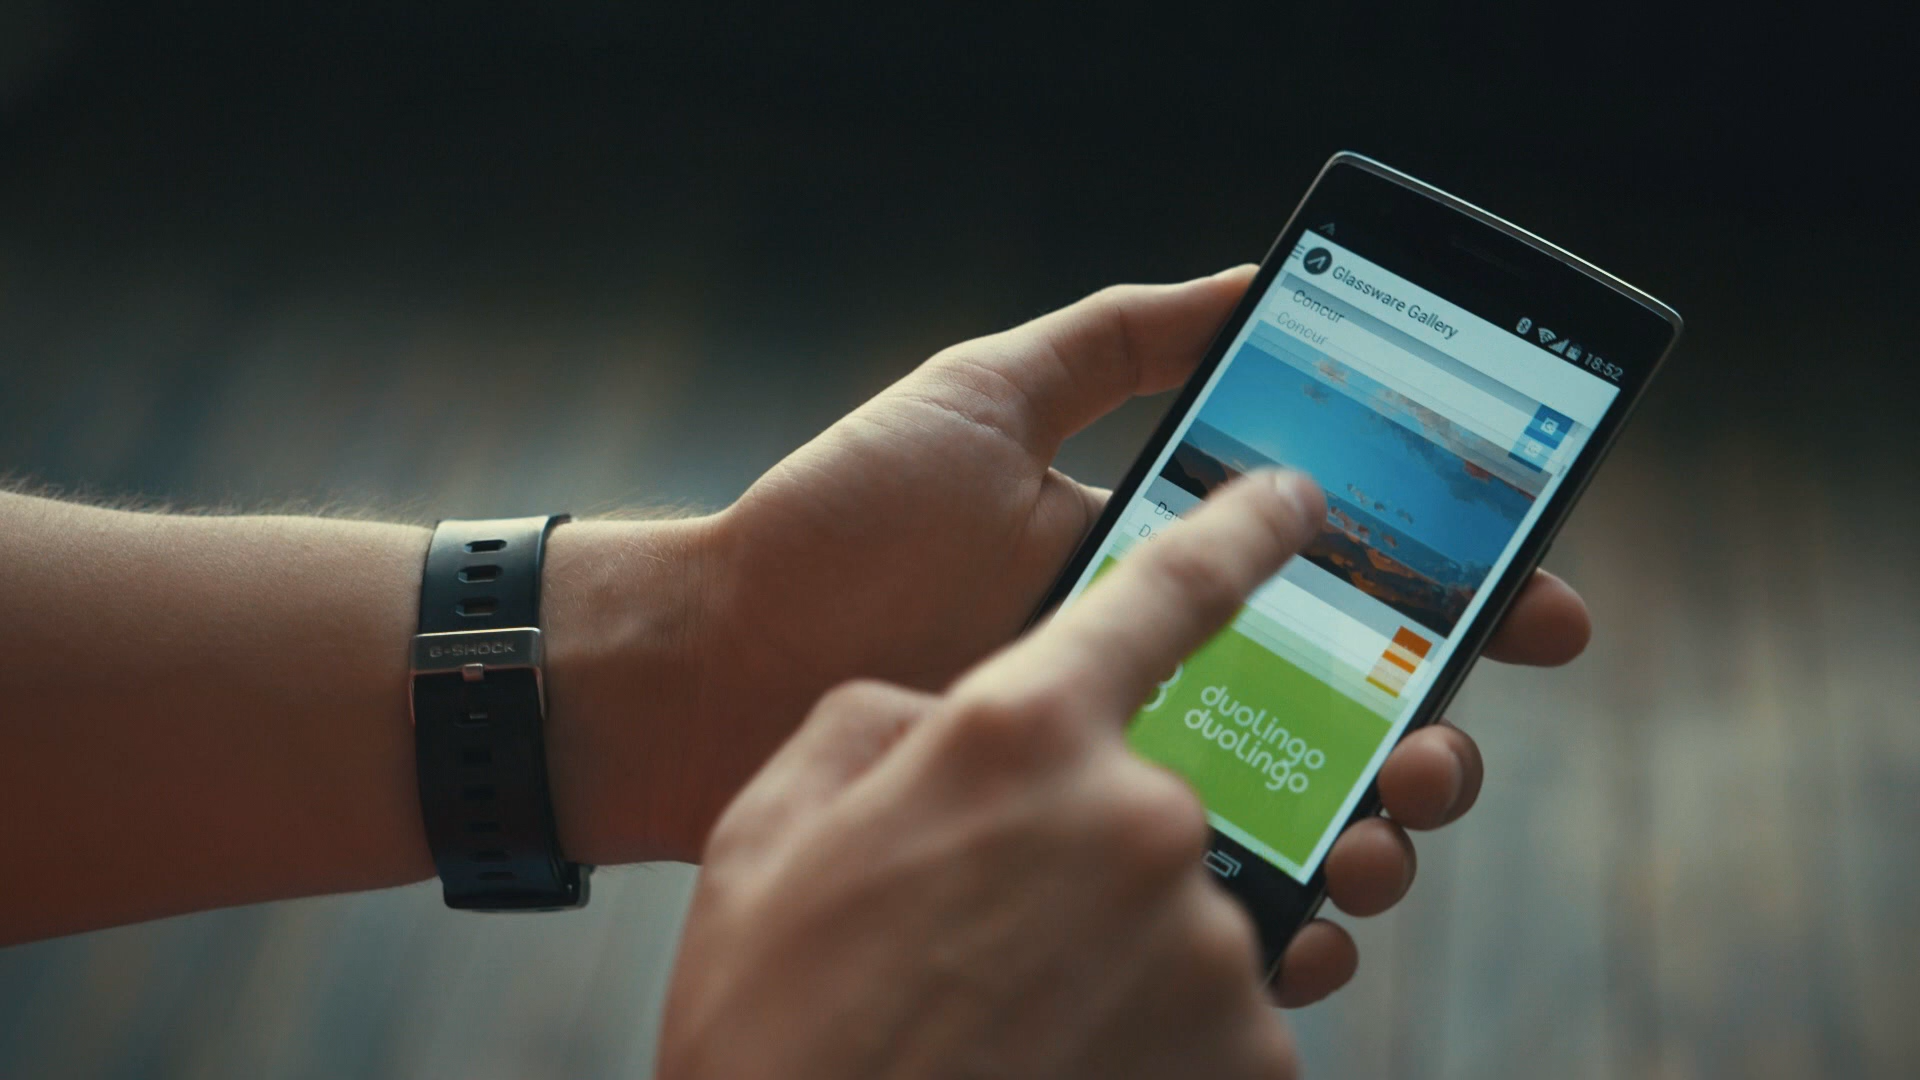 Glassware Gallery
18:52
Concur
Concur
duolingo
duolingo
G-SHOCK